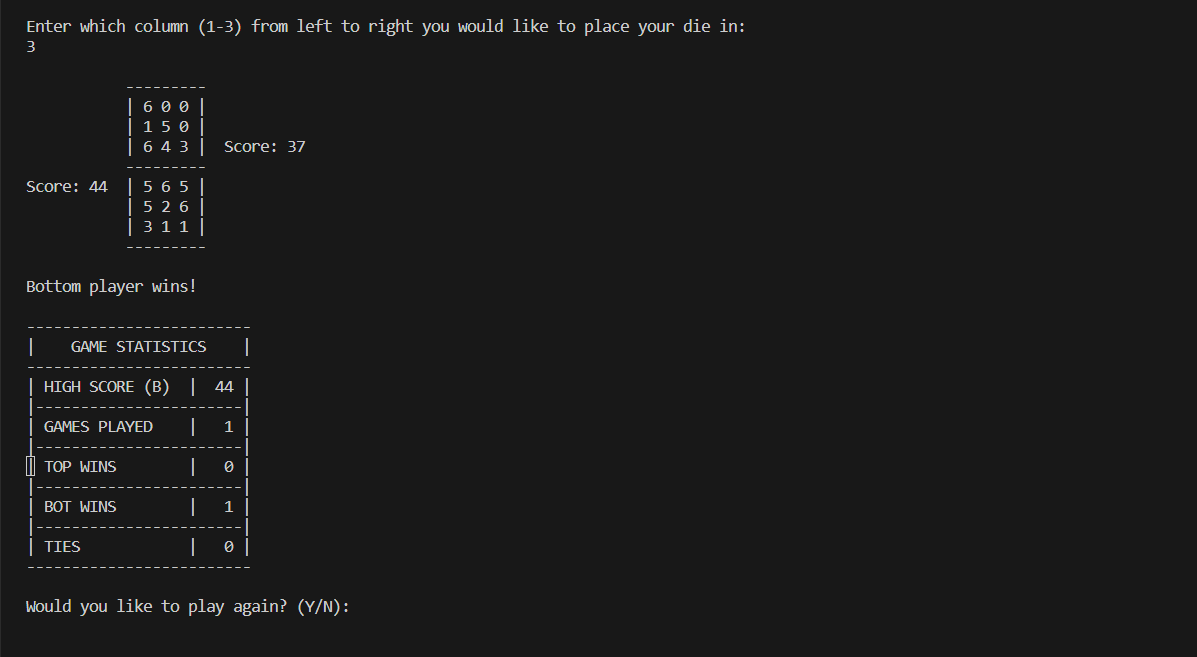 Enter which column (1-3) from left to right you would like to place your die in:
3
---------
| 6 0 0 |
| 1 5 0 |
| 6 4 3 |  Score: 37
---------
Score: 44  | 5 6 5 |
| 5 2 6 |
| 3 1 1 |
---------
Bottom player wins!
-------------------------
|    GAME STATISTICS    |
-------------------------
| HIGH SCORE (B)  |  44 |
|-----------------------|
| GAMES PLAYED    |   1 |
|-----------------------|
| TOP WINS        |   0 |
|-----------------------|
| BOT WINS        |   1 |
|-----------------------|
| TIES            |   0 |
-------------------------
Would you like to play again? (Y/N):